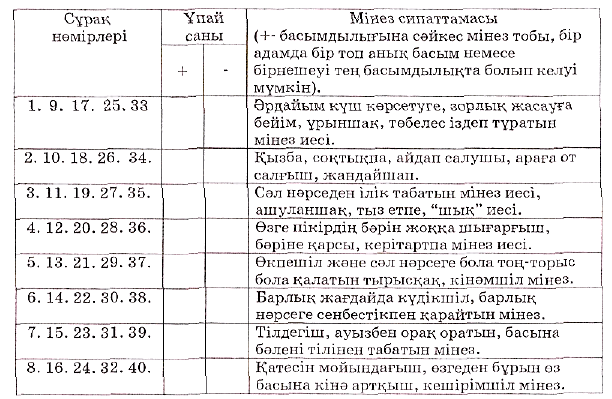 Сұрақ нөмірлері
Ұпай саны
+ -
Мінез сипаттамасы
(+- басымдылығына сәйкес мінез тобы, бір
адамда бір топ анық басым немесе
бірнешеуі тең басымдылықта болып келуі
мүмкін).
1. 9. 17. 25. 33
Әрдайым күш көрсетуге, зорлық жасауға
бейім, ұрыншақ, төбелес іздеп тұратын
мінез иесі.
2. 10. 18. 26. 34.
Қызба, соқтықпа, айдап салушы, араға от
салғыш, жандайшап.
3. 11. 19. 27. 35.
Сәл нәрседен ілік табатын мінез иесі,
ашуланшақ, тыз етпе, “шық” иесі.
4. 12. 20. 28. 36.
Өзге пікірдің бәрін жоққа шығарғыш,
бәріне қарсы, керітартпа мінез иесі.
5. 13. 21. 29. 37.
Өкпешіл және сәл нәрсеге бола тоң-торыс
бола қалатын тырысқақ, кінәмшіл мінез.
6. 14. 22. 30. 38.
Барлық жағдайда күдікшіл, барлық
нәрсеге сенбестікпен қарайтын мінез.
7. 15. 23. 31. 39.
Тілдегіш, ауызбен орақ оратын, басына
бәлені тілінен табатын мінез.
8. 16. 24. 32. 40.
Қатесін мойындағыш, өзгеден бұрын өз
басына кінә артқыш, кешірімшіл мінез.